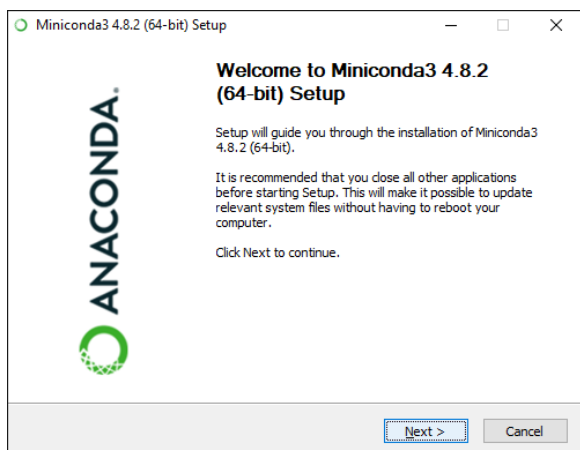 Miniconda3 4.8.2 (64-bit) Setup
ANACONDA.
Welcome to Miniconda3 4.8.2
(64-bit) Setup
Setup will guide you through the installation of Miniconda3
4.8.2 (64-bit).
It is recommended that you close all other applications
before starting Setup. This will make it possible to update
relevant system files without having to reboot your
computer.
Click Next to continue.
Next >
Cancel